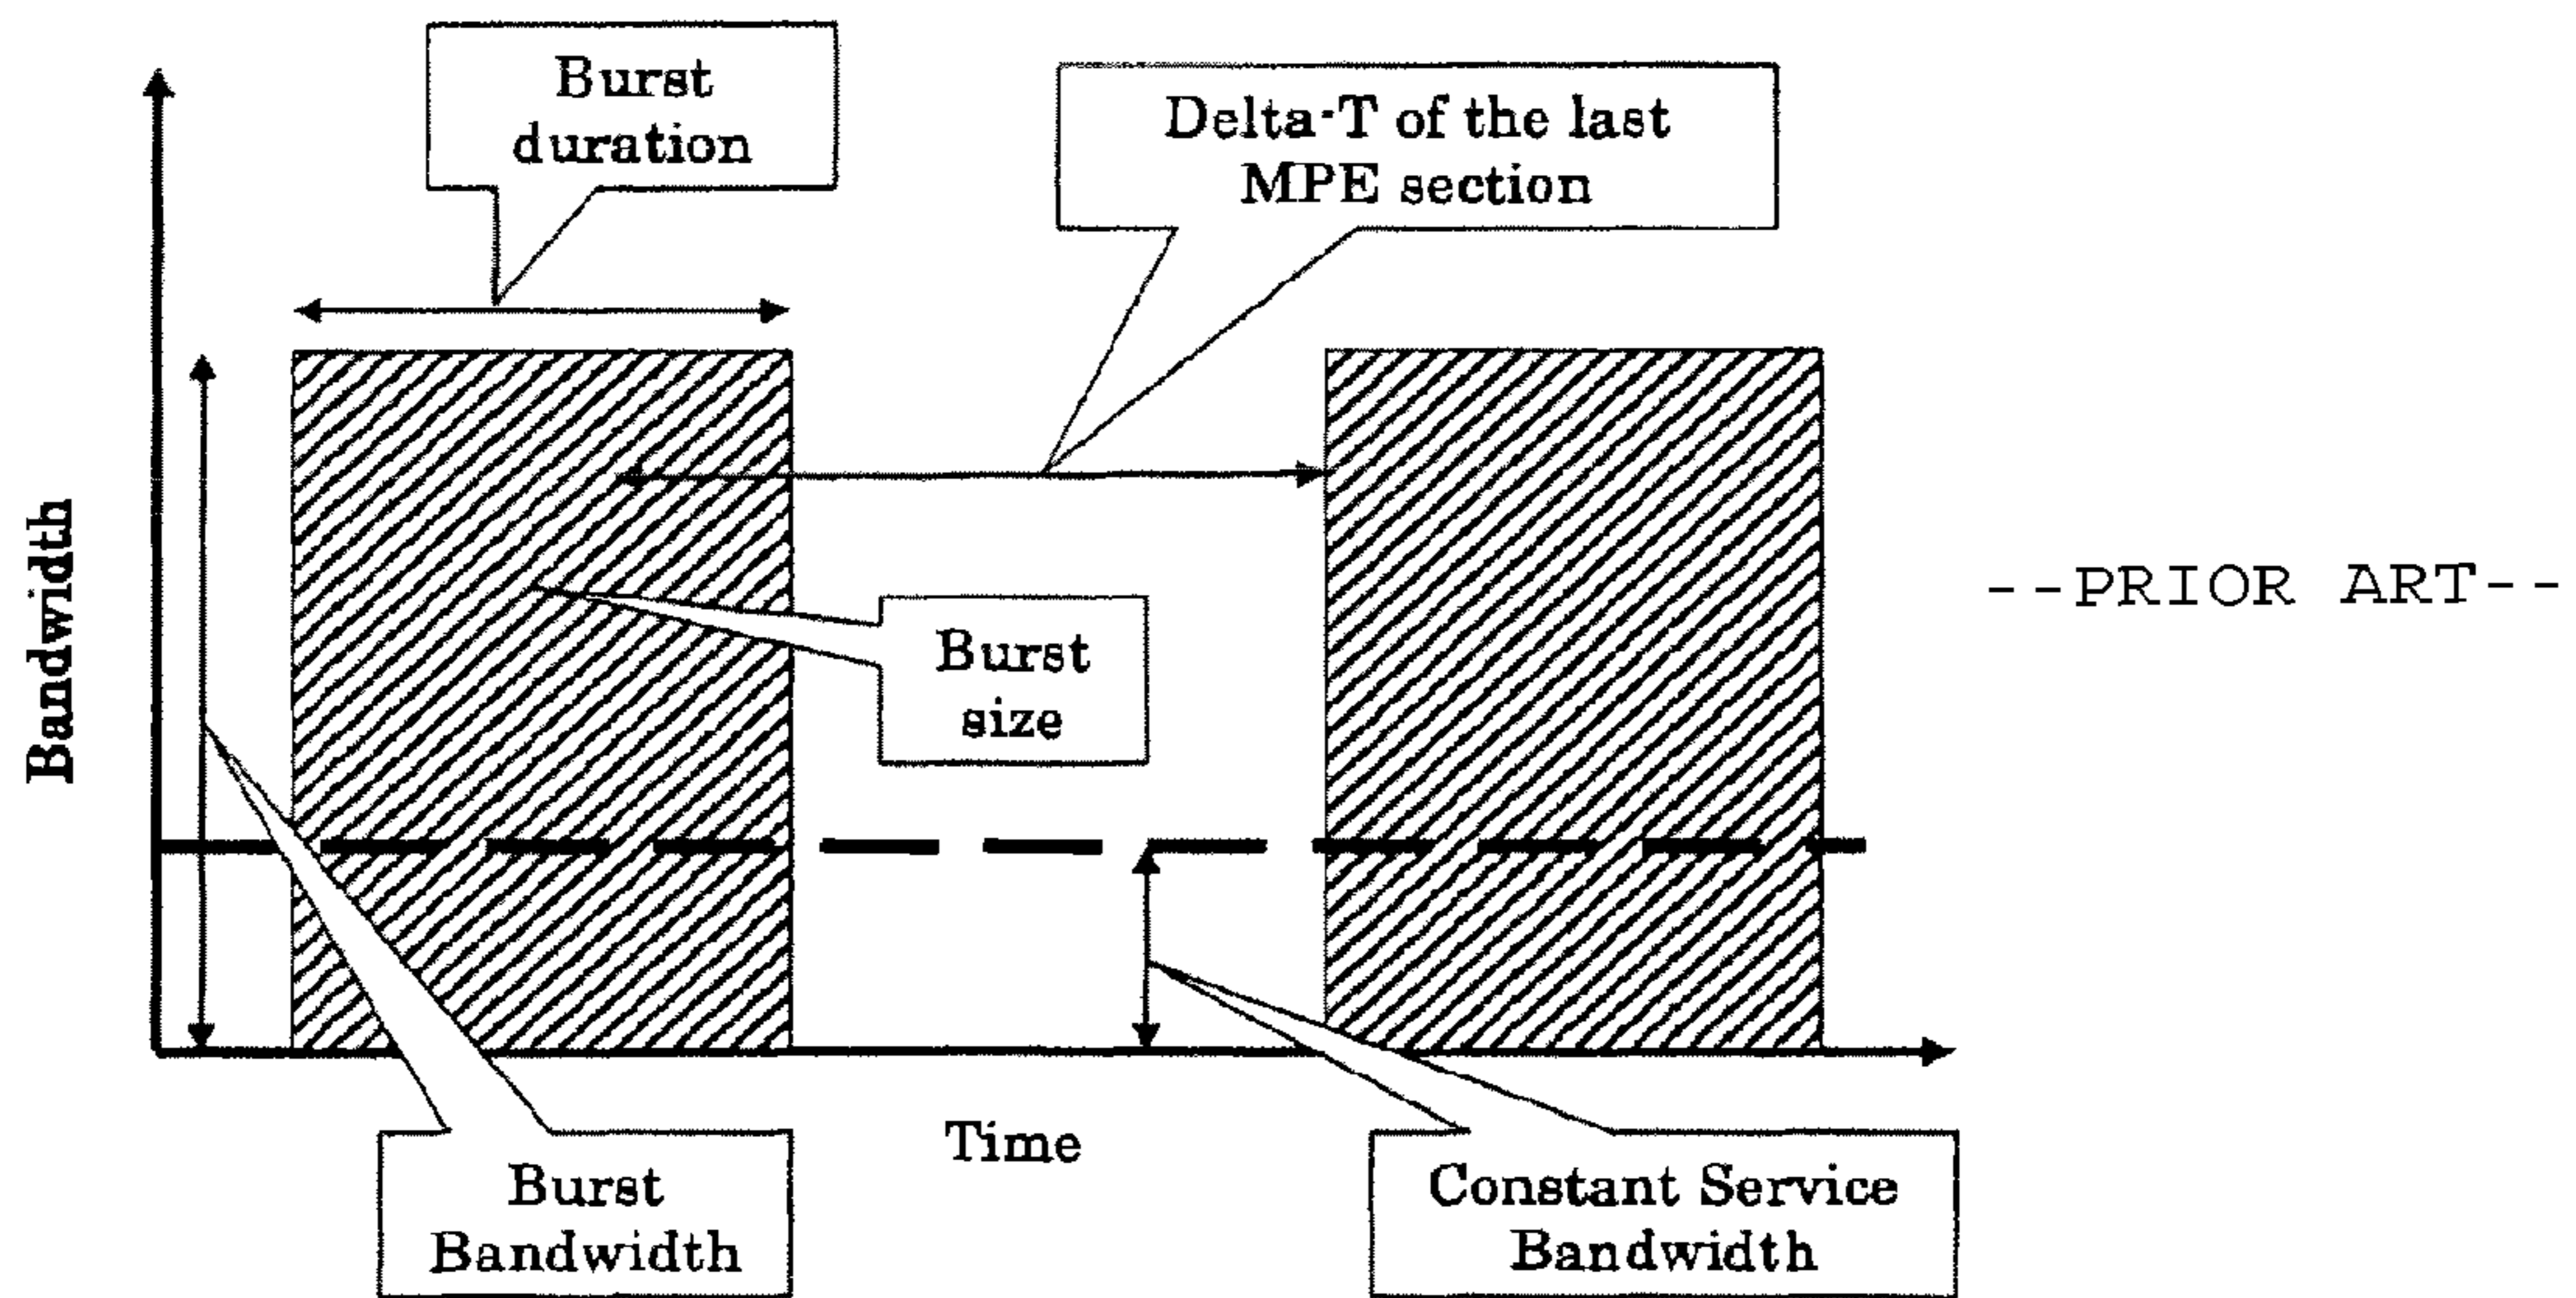 Burst
duration
Delta-T of the last
MPE section
Bandwidth
--PRIOR ART--
Burst
size
Time
Burst
Bandwidth
Constant Service
Bandwidth